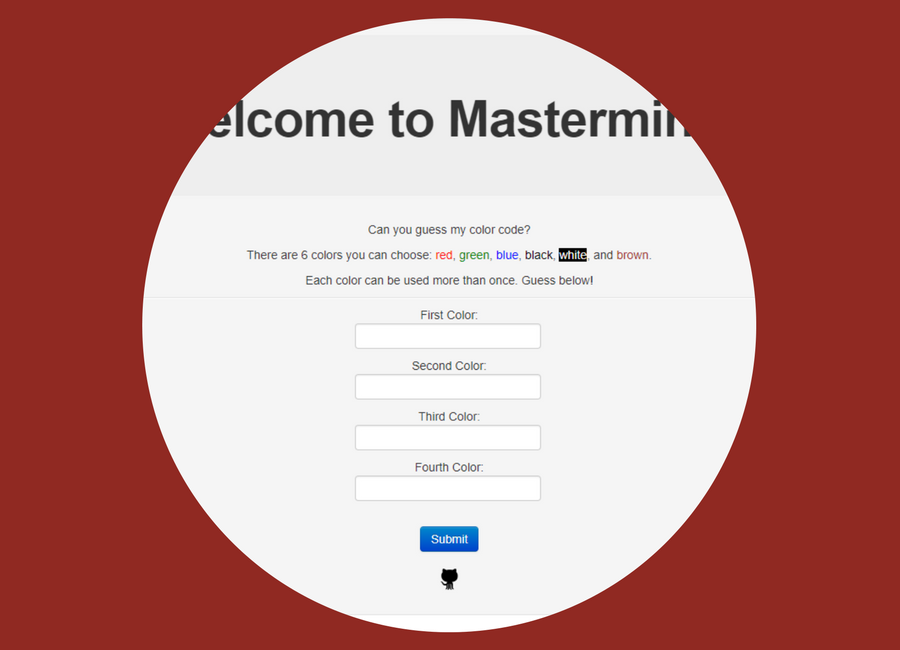 elcome to Mastermin
Can you guess my color code?
There are 6 colors you can choose: red, green, blue, black, white, and brown.
Each color can be used more than once. Guess below!
First Color:
Second Color:
Third Color:
Fourth Color:
Submit